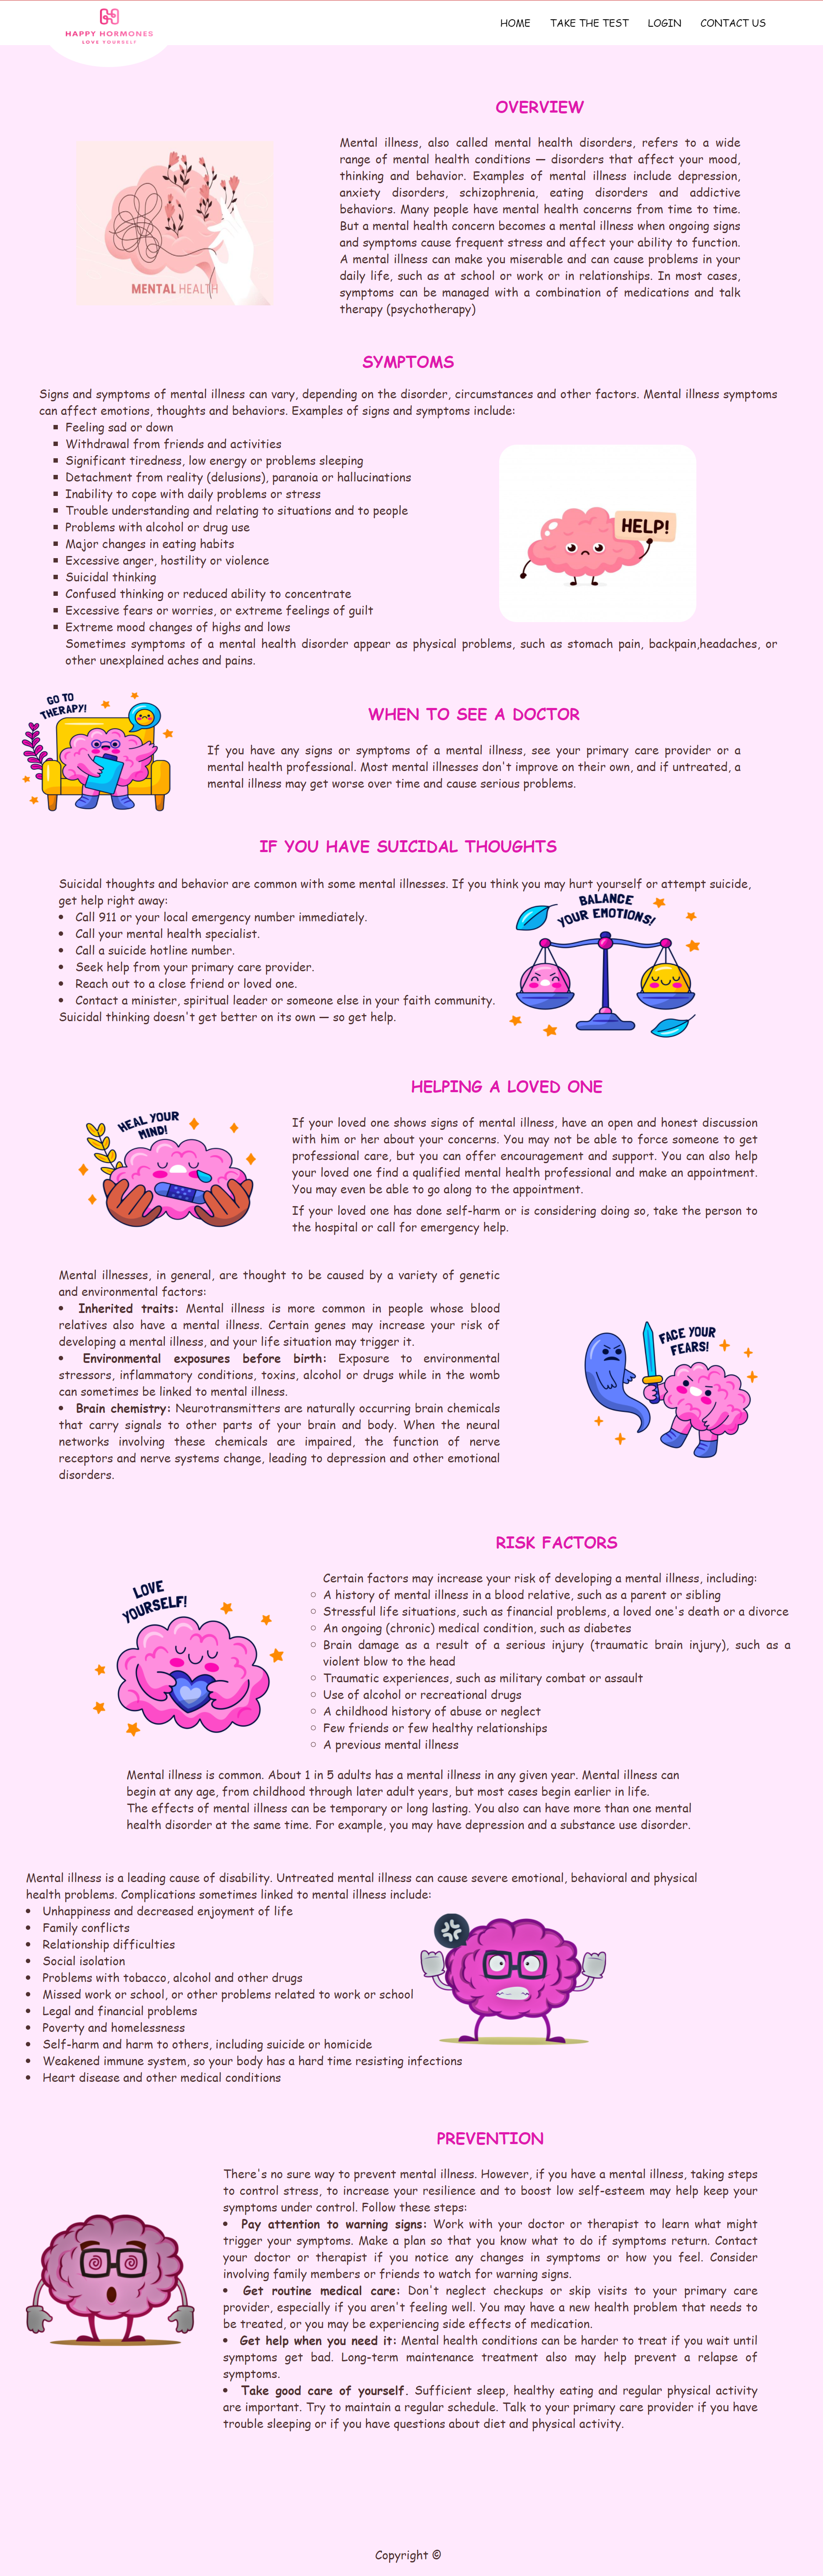 HAPPY HORMONES
LOVE YOURSELF
HOME TAKE THE TEST LOGIN CONTACT US
OVERVIEW
MENTAL HEALTH
Mental illness, also called mental health disorders, refers to a wide
range of mental health conditions — disorders that affect your mood,
thinking and behavior. Examples of mental illness include depression,
anxiety disorders, schizophrenia, eating disorders and addictive
behaviors. Many people have mental health concerns from time to time.
But a mental health concern becomes a mental illness when ongoing signs
and symptoms cause frequent stress and affect your ability to function.
A mental illness can make you miserable and can cause problems in your
daily life, such as at school or work or in relationships. In most cases,
symptoms can be managed with a combination of medications and talk
therapy (psychotherapy)
SYMPTOMS
Signs and symptoms of mental illness can vary, depending on the disorder, circumstances and other factors. Mental illness symptoms
can affect emotions, thoughts and behaviors. Examples of signs and symptoms include:
▪ Feeling sad or down
▪ Withdrawal from friends and activities
▪ Significant tiredness, low energy or problems sleeping
▪ Detachment from reality (delusions), paranoia or hallucinations
▪ Inability to cope with daily problems or stress
▪ Trouble understanding and relating to situations and to people
▪ Problems with alcohol or drug use
▪ Major changes in eating habits
▪ Excessive anger, hostility or violence
▪ Suicidal thinking
▪ Confused thinking or reduced ability to concentrate
▪ Excessive fears or worries, or extreme feelings of guilt
▪ Extreme mood changes of highs and lows
HELP!
Sometimes symptoms of a mental health disorder appear as physical problems, such as stomach pain, backpain,headaches, or
other unexplained aches and pains.
GO TO
THERAPY!
WHEN TO SEE A DOCTOR
If you have any signs or symptoms of a mental illness, see your primary care provider or a
mental health professional. Most mental illnesses don't improve on their own, and if untreated, a
mental illness may get worse over time and cause serious problems.
IF YOU HAVE SUICIDAL THOUGHTS
Suicidal thoughts and behavior are common with some mental illnesses. If you think you may hurt yourself or attempt suicide,
get help right away:
• Call 911 or your local emergency number immediately.
• Call your mental health specialist.
• Call a suicide hotline number.
• Seek help from your primary care provider.
• Reach out to a close friend or loved one.
• Contact a minister, spiritual leader or someone else in your faith community.
Suicidal thinking doesn't get better on its own — so get help.
BALANCE
YOUR EMOTIONS!
HELPING A LOVED ONE
HEAL YOUR
MIND!
If your loved one shows signs of mental illness, have an open and honest discussion
with him or her about your concerns. You may not be able to force someone to get
professional care, but you can offer encouragement and support. You can also help
your loved one find a qualified mental health professional and make an appointment.
You may even be able to go along to the appointment.
If your loved one has done self-harm or is considering doing so, take the person to
the hospital or call for emergency help.
Mental illnesses, in general, are thought to be caused by a variety of genetic
and environmental factors:
• Inherited traits: Mental illness is more common in people whose blood
relatives also have a mental illness. Certain genes may increase your risk of
developing a mental illness, and your life situation may trigger it.
• Environmental exposures before birth: Exposure to environmental
stressors, inflammatory conditions, toxins, alcohol or drugs while in the womb
can sometimes be linked to mental illness.
• Brain chemistry: Neurotransmitters are naturally occurring brain chemicals
that carry signals to other parts of your brain and body. When the neural
networks involving these chemicals are impaired, the function of nerve
receptors and nerve systems change, leading to depression and other emotional
disorders.
FACE YOUR
FEARS!
RISK FACTORS
LOVE
YOURSELF!
Certain factors may increase your risk of developing a mental illness, including:
○ A history of mental illness in a blood relative, such as a parent or sibling
○ Stressful life situations, such as financial problems, a loved one's death or a divorce
○ An ongoing (chronic) medical condition, such as diabetes
○ Brain damage as a result of a serious injury (traumatic brain injury), such as a
violent blow to the head
○ Traumatic experiences, such as military combat or assault
○ Use of alcohol or recreational drugs
○ A childhood history of abuse or neglect
○ Few friends or few healthy relationships
○ A previous mental illness
Mental illness is common. About 1 in 5 adults has a mental illness in any given year. Mental illness can
begin at any age, from childhood through later adult years, but most cases begin earlier in life.
The effects of mental illness can be temporary or long lasting. You also can have more than one mental
health disorder at the same time. For example, you may have depression and a substance use disorder.
Mental illness is a leading cause of disability. Untreated mental illness can cause severe emotional, behavioral and physical
health problems. Complications sometimes linked to mental illness include:
• Unhappiness and decreased enjoyment of life
• Family conflicts
• Relationship difficulties
• Social isolation
• Problems with tobacco, alcohol and other drugs
• Missed work or school, or other problems related to work or school
• Legal and financial problems
• Poverty and homelessness
• Self-harm and harm to others, including suicide or homicide
• Weakened immune system, so your body has a hard time resisting infections
• Heart disease and other medical conditions
PREVENTION
There's no sure way to prevent mental illness. However, if you have a mental illness, taking steps
to control stress, to increase your resilience and to boost low self-esteem may help keep your
symptoms under control. Follow these steps:
• Pay attention to warning signs: Work with your doctor or therapist to learn what might
trigger your symptoms. Make a plan so that you know what to do if symptoms return. Contact
your doctor or therapist if you notice any changes in symptoms or how you feel. Consider
involving family members or friends to watch for warning signs.
• Get routine medical care: Don't neglect checkups or skip visits to your primary care
provider, especially if you aren't feeling well. You may have a new health problem that needs to
be treated, or you may be experiencing side effects of medication.
• Get help when you need it: Mental health conditions can be harder to treat if you wait until
symptoms get bad. Long-term maintenance treatment also may help prevent a relapse of
symptoms.
• Take good care of yourself. Sufficient sleep, healthy eating and regular physical activity
are important. Try to maintain a regular schedule. Talk to your primary care provider if you have
trouble sleeping or if you have questions about diet and physical activity.
Copyright ©